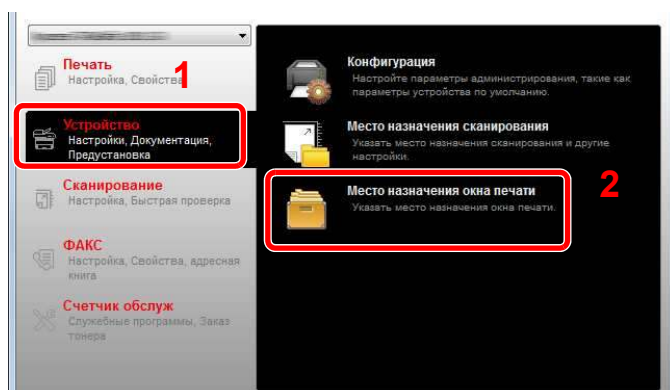 Печать
Настройка, Свойства
1
Устройство
Настройки, Документация,
Предустановка
Сканирование
Настройка, Быстрая проверка
ФАКС
Настройка, Свойства, адресная
книга
Счетчик обслуж
Служебные программы, Заказ
тонера
Конфигурация
Настройте параметры администрирования, такие как
параметры устройства по умолчанию.
Место назначения сканирования
Указать место назначения сканирования и другие
настройки.
Место назначения окна печати
Указать место назначения окна печати.
2